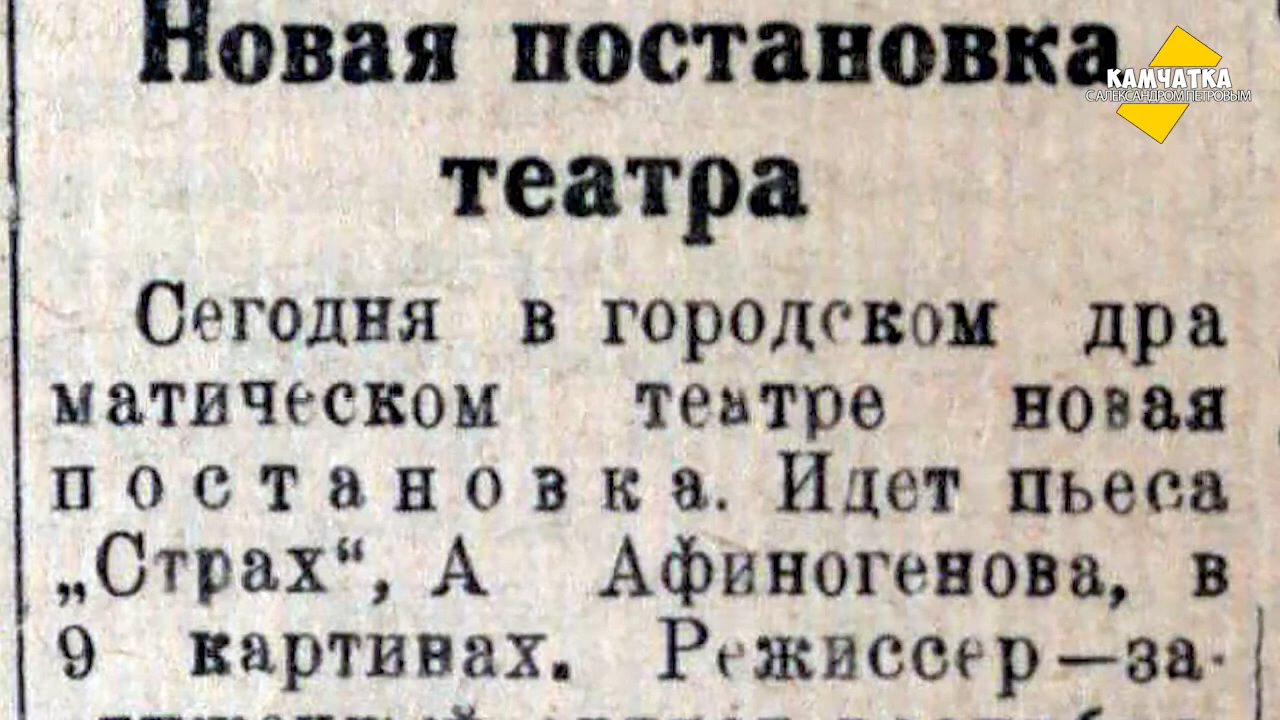 Новая постановка
театра
КАМЧАТКА
С АЛЕКСАНДРОМ ПЕТРОВЫМ
Сегодня в городском дра
матическом театре новая
постановка. Идет пьеса
„Страх“, А Афиногенова, в
9 картинах. Режиссер—за-